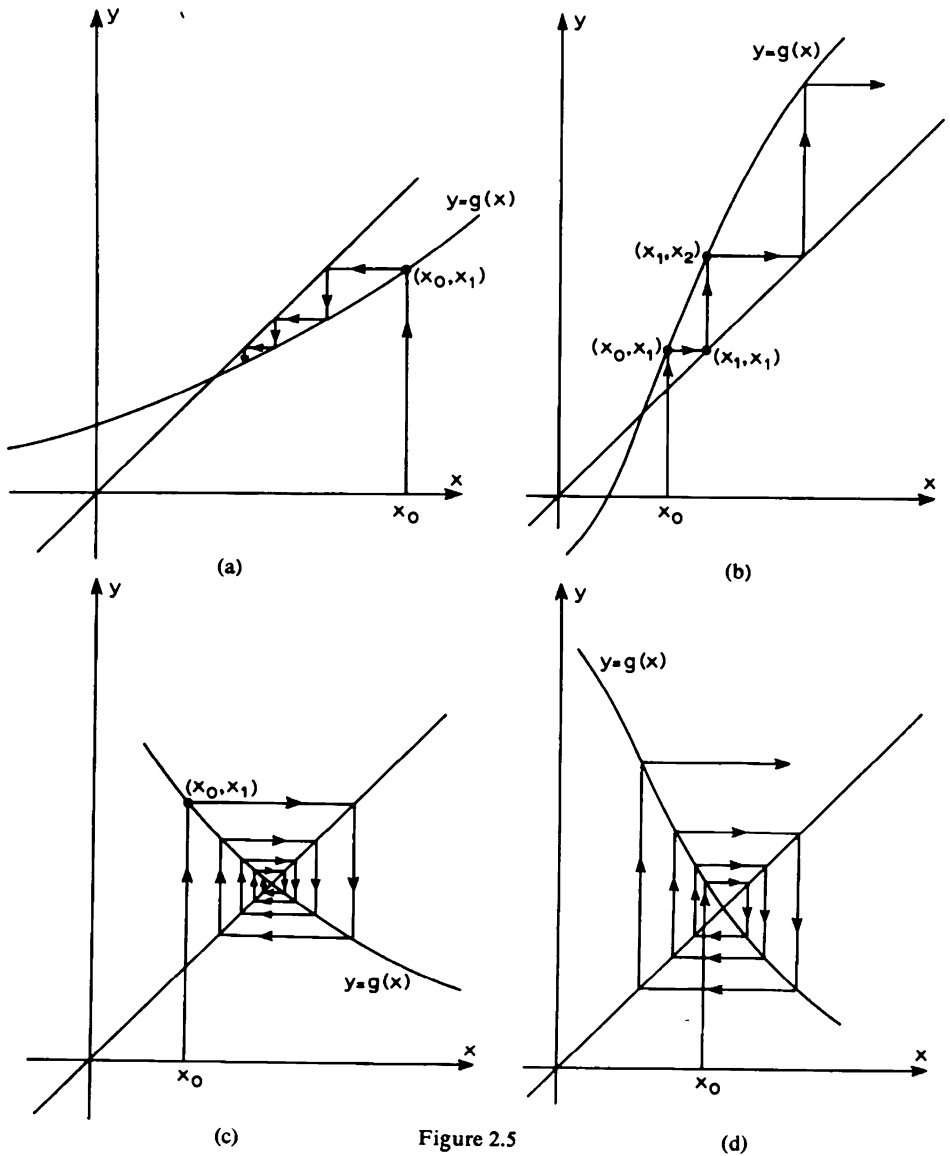 y
y=g(x)
(x₀,x₁)
x
x₀
(a)
y
y=g(x)
(x₁,x₂)
(x₀,x₁)
(x₁,x₁)
x
x₀
(b)
y
(x₀,x₁)
y=g(x)
x
x₀
(c)
y
y=g(x)
x
x₀
(d)
Figure 2.5